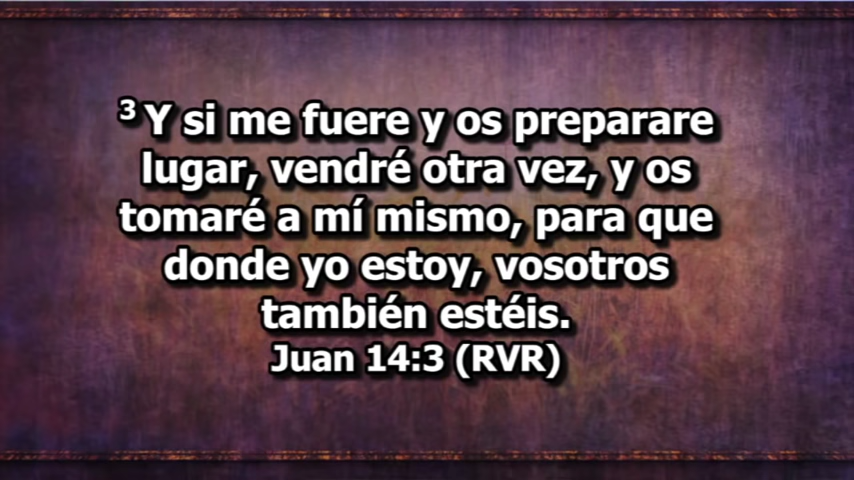 ³ Y si me fuere y os preparare
lugar, vendré otra vez, y os
tomaré a mí mismo, para que
donde yo estoy, vosotros
también estéis.
Juan 14:3 (RVR)